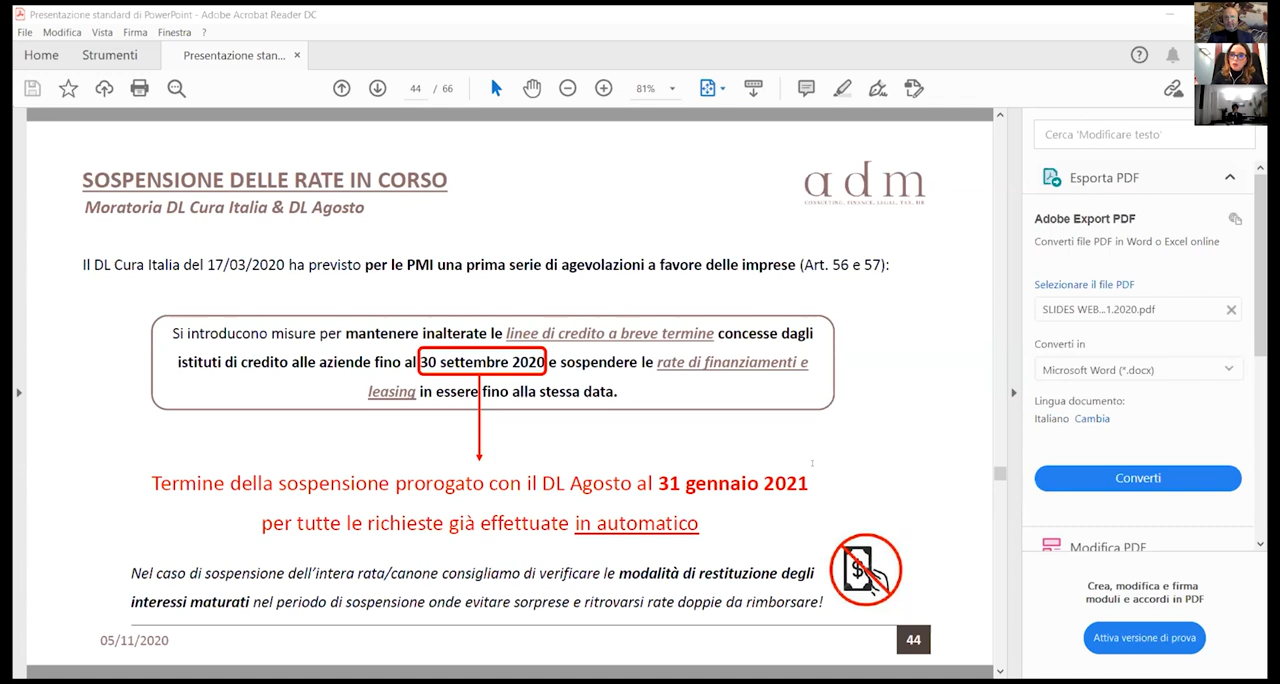 Presentazione standard di PowerPoint - Adobe Acrobat Reader DC
File Modifica Vista Firma Finestra ?
Home Strumenti Presentazione stan... ×
44 / 66 81%
SOSPENSIONE DELLE RATE IN CORSO
Moratoria DL Cura Italia & DL Agosto
adm
CONSULTING, FINANCE, LEGAL, TAX, HR
Il DL Cura Italia del 17/03/2020 ha previsto per le PMI una prima serie di agevolazioni a favore delle imprese (Art. 56 e 57):
Si introducono misure per mantenere inalterate le linee di credito a breve termine concesse dagli
istituti di credito alle aziende fino al 30 settembre 2020 e sospendere le rate di finanziamenti e
leasing in essere fino alla stessa data.
Termine della sospensione prorogato con il DL Agosto al 31 gennaio 2021
per tutte le richieste già effettuate in automatico
Nel caso di sospensione dell'intera rata/canone consigliamo di verificare le modalità di restituzione degli
interessi maturati nel periodo di sospensione onde evitare sorprese e ritrovarsi rate doppie da rimborsare!
$
05/11/2020
44
Cerca 'Modificare testo'
Esporta PDF
Adobe Export PDF
Converti file PDF in Word o Excel online
Selezionare il file PDF
SLIDES WEB...1.2020.pdf
Converti in
Microsoft Word (*.docx)
Lingua documento:
Italiano Cambia
Converti
Modifica PDF
Crea, modifica e firma
moduli e accordi in PDF
Attiva versione di prova